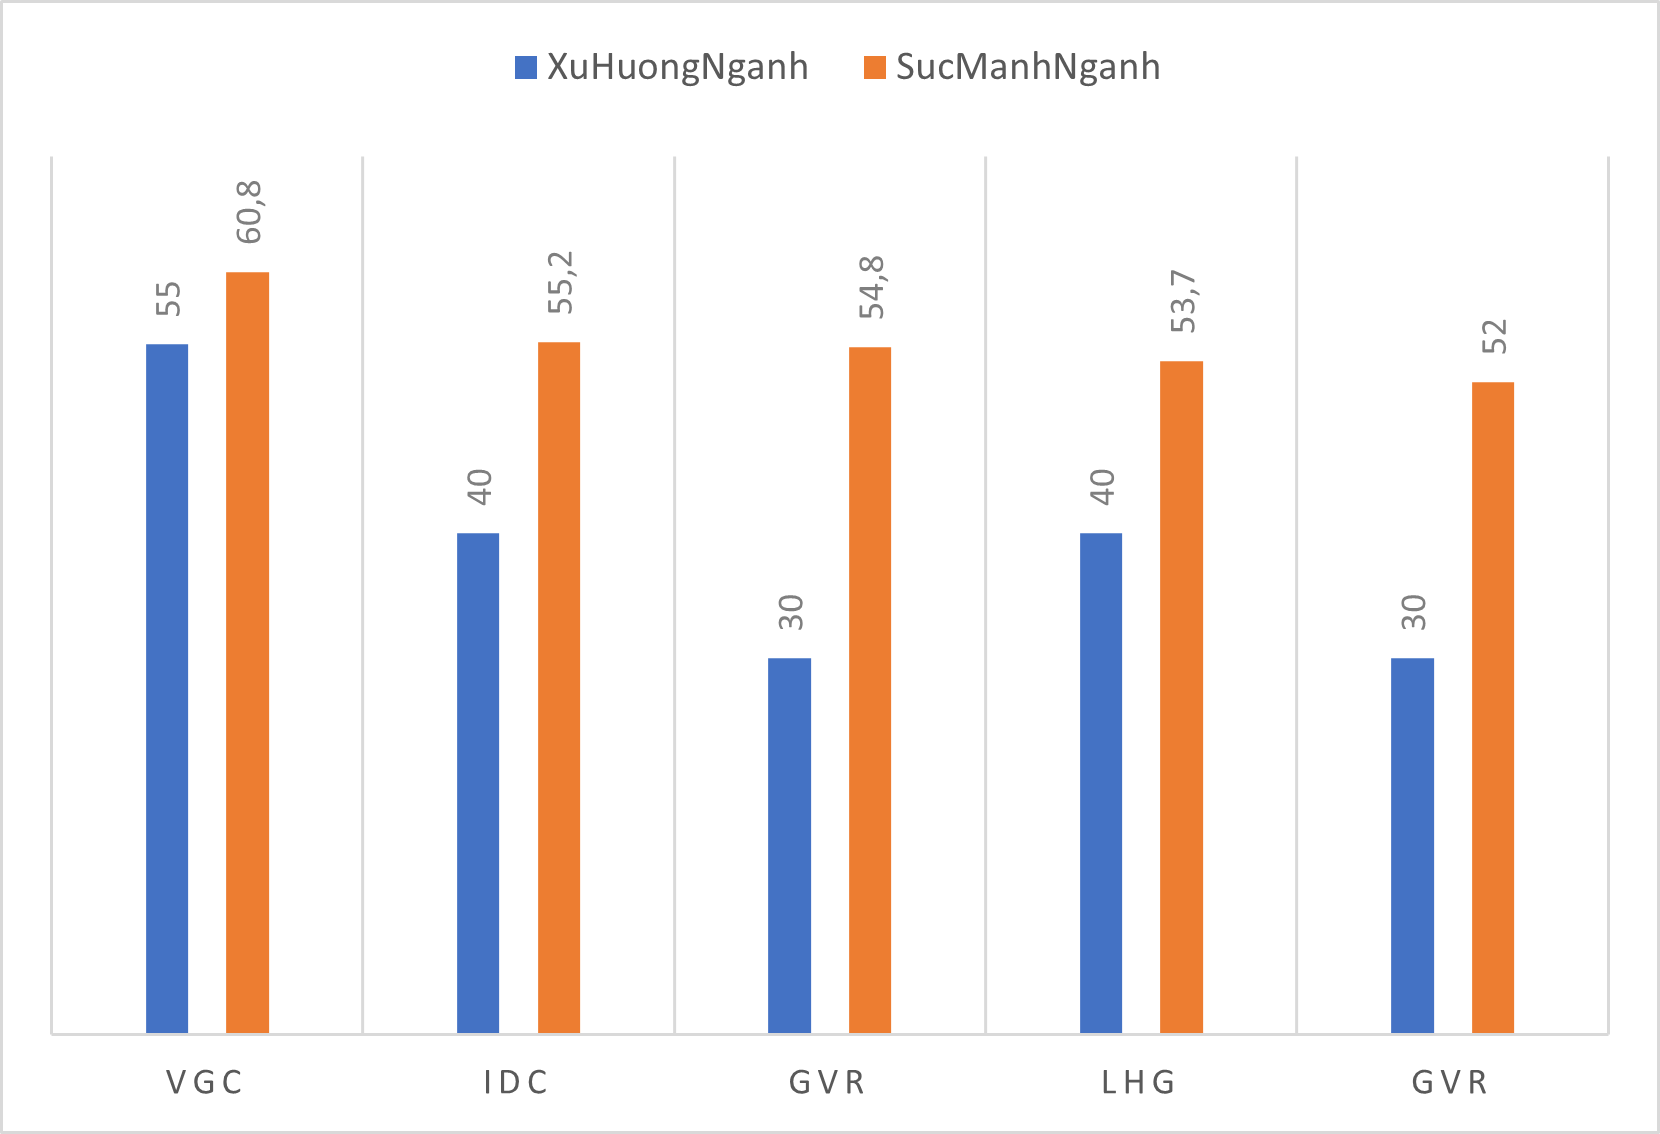 XuHuongNganh SucManhNganh
55 60,8 40 55,2 30 54,8 40 53,7 30 52
VGC IDC GVR LHG GVR